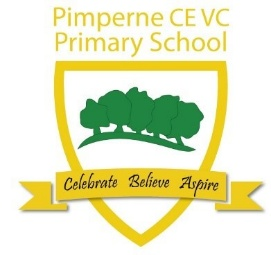 Pimperne CE VC
Primary School
Celebrate Believe Aspire